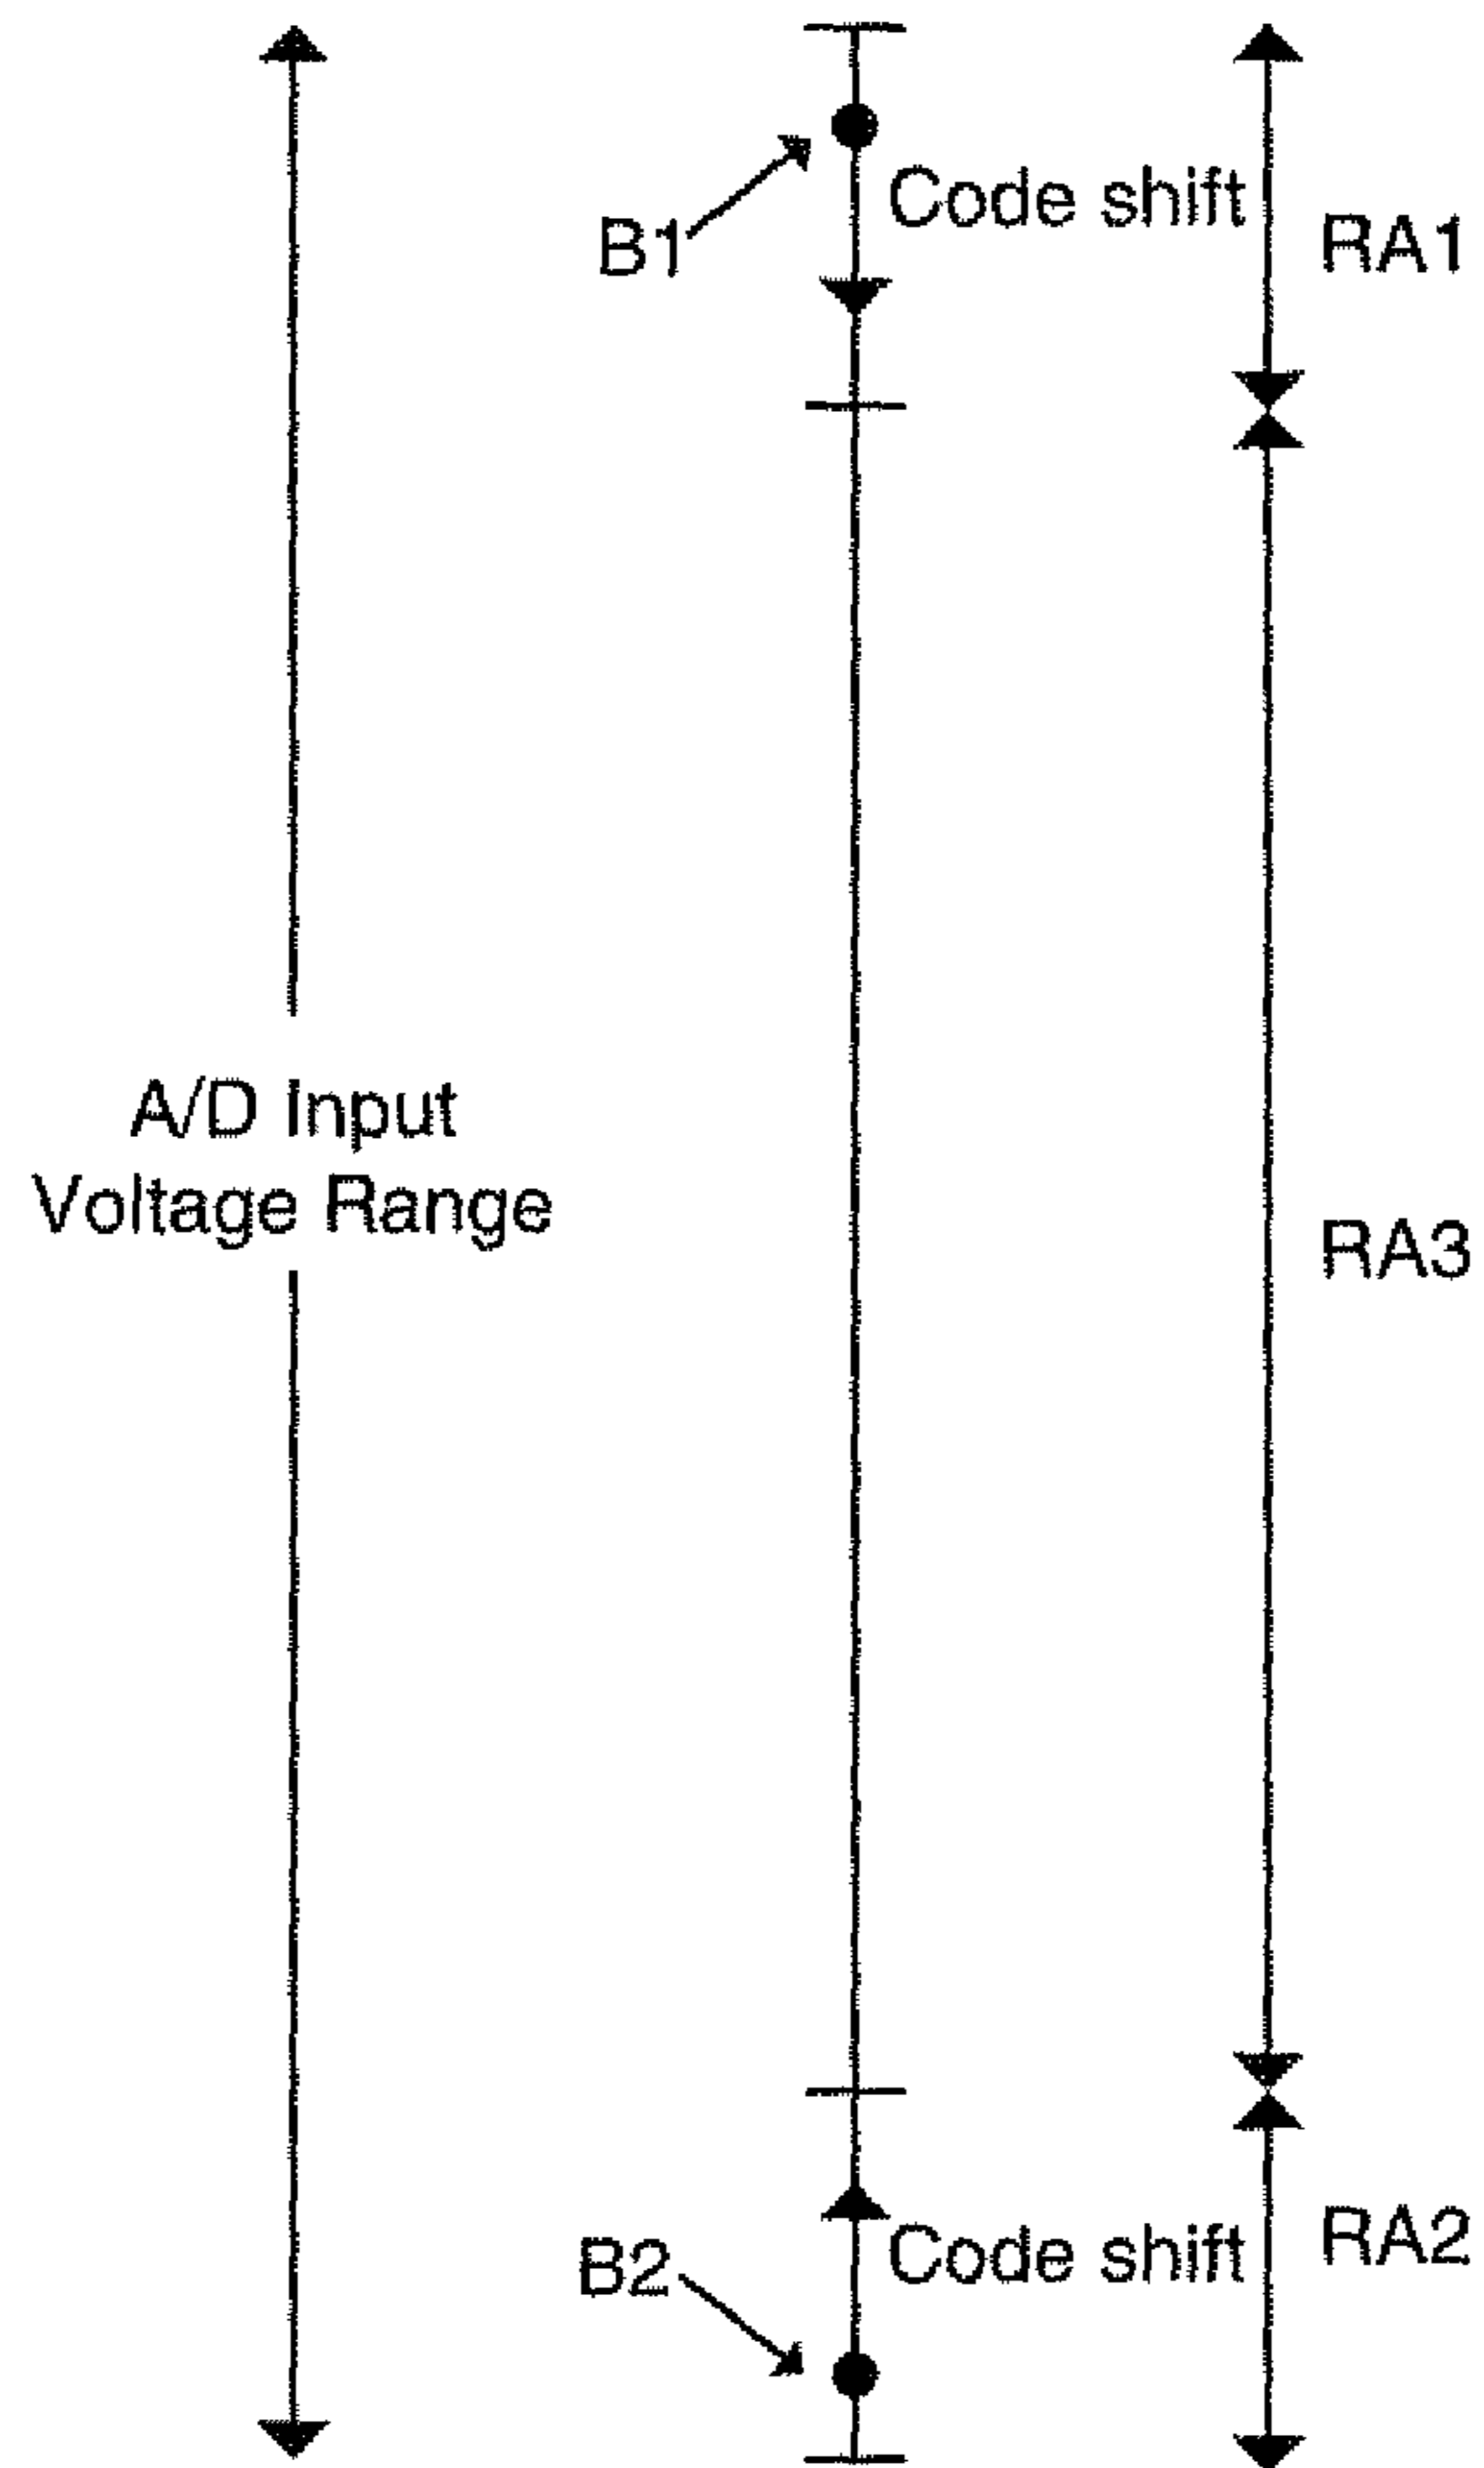 Code shift
B1
RA1
A/D Input
Voltage Range
RA3
B2
Code shift
RA2